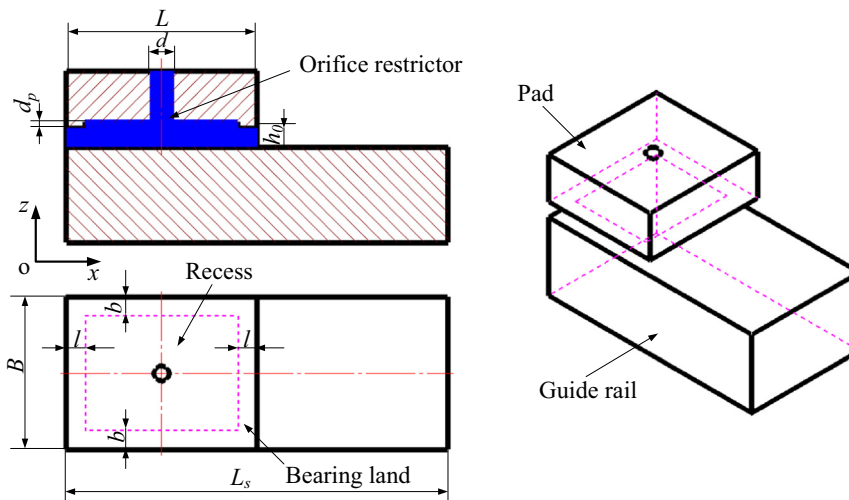 L
d
Orifice restrictor
d_p
h_0
Pad
z
o
x
Recess
b
l
l
B
Guide rail
b
Bearing land
L_s